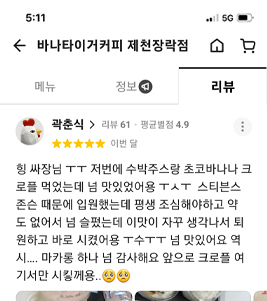 5:11
5G
바나타이거커피 제천장락점
메뉴 정보 리뷰
곽춘식 > 리뷰 61 · 평균별점 4.9
★★★★★ 이번 달
힝 싸장님 ㅜㅜ 저번에 수박주스랑 초코바나나 크
로플 먹었는데 넘 맛있었어용 ㅜㅅㅜ 스티븐스
존슨 때문에 입원했는데 평생 조심해야하고 약
도 없어서 넘 슬펐는데 이맛이 자꾸 생각나서 퇴
원하고 바로 시켰어용 ㅜ수ㅜㅜ 넘 맛있어요 역
시.... 마카롱 하나 넘 감사해요 앞으로 크로플 여
기서만 시킬께용..🥺🥺